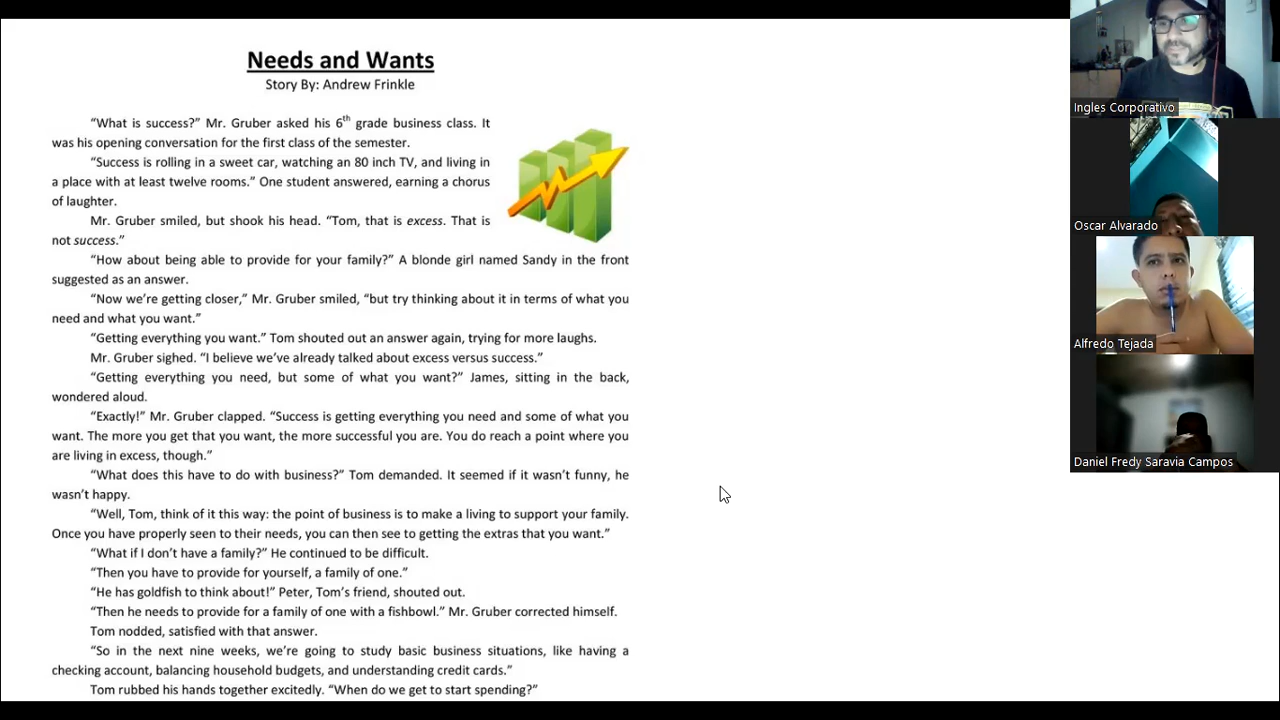 Needs and Wants
Story By: Andrew Frinkle
“What is success?” Mr. Gruber asked his 6th grade business class. It
was his opening conversation for the first class of the semester.
“Success is rolling in a sweet car, watching an 80 inch TV, and living in
a place with at least twelve rooms.” One student answered, earning a chorus
of laughter.
Mr. Gruber smiled, but shook his head. “Tom, that is excess. That is
not success.”
“How about being able to provide for your family?” A blonde girl named Sandy in the front
suggested as an answer.
“Now we’re getting closer,” Mr. Gruber smiled, “but try thinking about it in terms of what you
need and what you want.”
“Getting everything you want.” Tom shouted out an answer again, trying for more laughs.
Mr. Gruber sighed. “I believe we’ve already talked about excess versus success.”
“Getting everything you need, but some of what you want?” James, sitting in the back,
wondered aloud.
“Exactly!” Mr. Gruber clapped. “Success is getting everything you need and some of what you
want. The more you get that you want, the more successful you are. You do reach a point where you
are living in excess, though.”
“What does this have to do with business?” Tom demanded. It seemed if it wasn’t funny, he
wasn’t happy.
“Well, Tom, think of it this way: the point of business is to make a living to support your family.
Once you have properly seen to their needs, you can then see to getting the extras that you want.”
“What if I don’t have a family?” He continued to be difficult.
“Then you have to provide for yourself, a family of one.”
“He has goldfish to think about!” Peter, Tom’s friend, shouted out.
“Then he needs to provide for a family of one with a fishbowl.” Mr. Gruber corrected himself.
Tom nodded, satisfied with that answer.
“So in the next nine weeks, we’re going to study basic business situations, like having a
checking account, balancing household budgets, and understanding credit cards.”
Tom rubbed his hands together excitedly. “When do we get to start spending?”
Ingles Corporativo
Oscar Alvarado
Alfredo Tejada
Daniel Fredy Saravia Campos